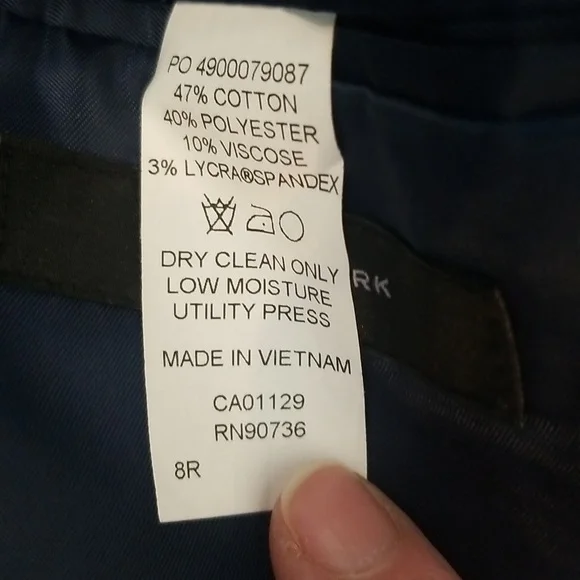 PO 4900079087
47% COTTON
40% POLYESTER
10% VISCOSE
3% LYCRA®SPANDEX
DRY CLEAN ONLY
LOW MOISTURE
UTILITY PRESS
MADE IN VIETNAM
CA01129
RN90736
8R
RK